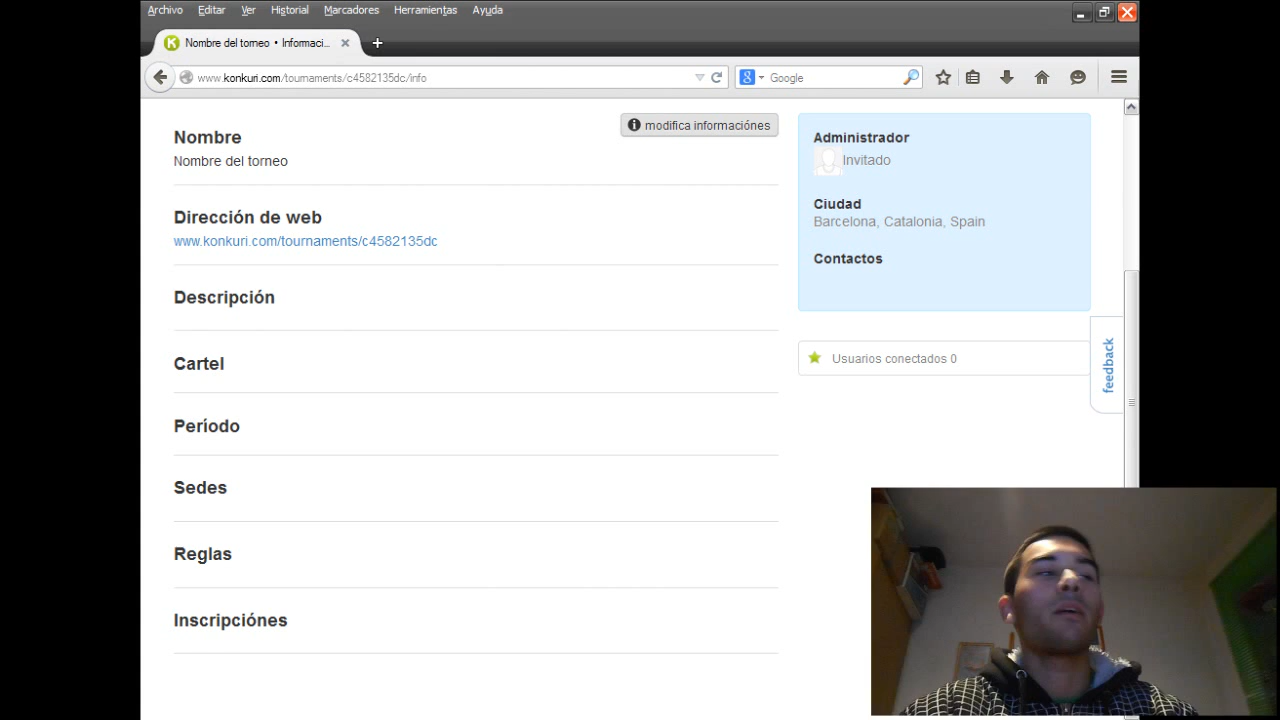 Archivo Editar Ver Historial Marcadores Herramientas Ayuda
Nombre del torneo • Informaci...
www.konkuri.com/tournaments/c4582135dc/info
Google
Nombre
modifica informaciónes
Nombre del torneo
Dirección de web
www.konkuri.com/tournaments/c4582135dc
Descripción
Cartel
Período
Sedes
Reglas
Inscripciónes
Administrador
Invitado
Ciudad
Barcelona, Catalonia, Spain
Contactos
Usuarios conectados 0
feedback